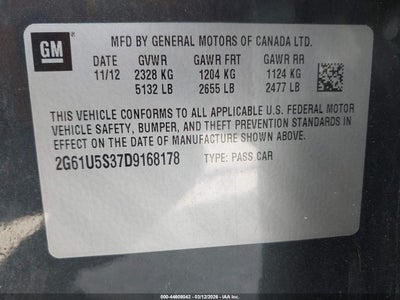 GM
MFD BY GENERAL MOTORS OF CANADA LTD.
DATE GVWR GAWR FRT GAWR RR
11/12 2328 KG 1204 KG 1124 KG
5132 LB 2655 LB 2477 LB
THIS VEHICLE CONFORMS TO ALL APPLICABLE U.S. FEDERAL MOTOR
VEHICLE SAFETY, BUMPER, AND THEFT PREVENTION STANDARDS
IN EFFECT ON THE DATE OF MANUFACTURE SHOWN ABOVE.
2G61U5S37D9168178 TYPE: PASS CAR
000-44608042 - 03/12/2026 - IAA Inc.